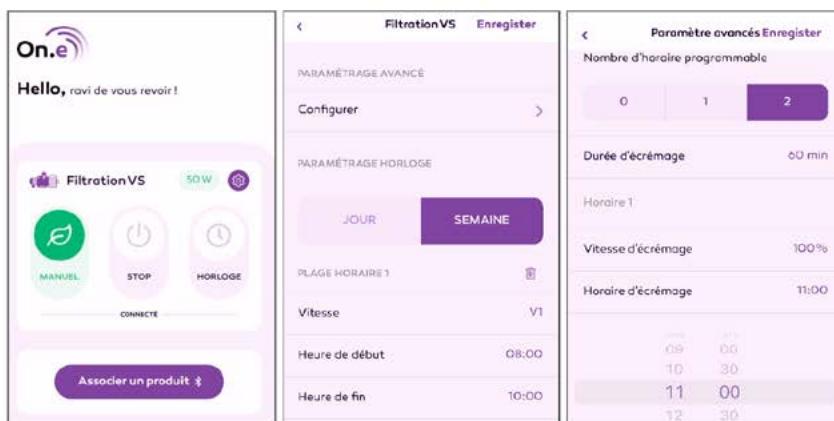 On.e
Hello, ravi de vous revoir !
Filtration VS 50 W
MANUEL STOP HORLOGE
CONNECTÉ
Associer un produit
Filtration VS Enregister
PARAMÉTRAGE AVANCÉ
Configurer
PARAMÉTRAGE HORLOGE
JOUR SEMAINE
PLAGE HORAIRE 1
Vitesse V1
Heure de début 08:00
Heure de fin 10:00
Paramètre avancés Enregister
Nombre d'horaire programmable
0 1 2
Durée d'écrémage 60 min
Horaire 1
Vitesse d'écrémage 100%
Horaire d'écrémage 11:00
09 00
10 30
11 00
12 30